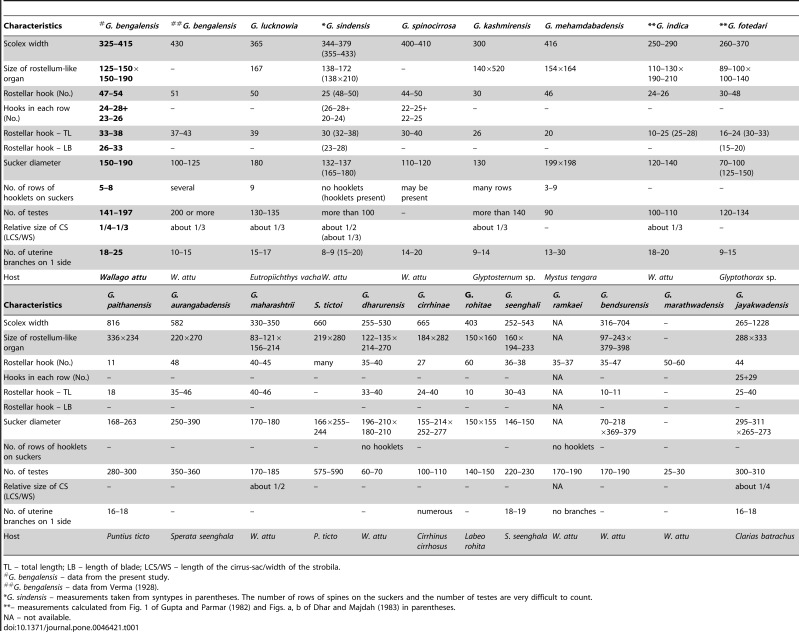 Characteristics #G. bengalensis ##G. bengalensis G. lucknowia *G. sindensis G. spinocirrosa G. kashmirensis G. mehamdabadensis **G. indica **G. fotedari
Scolex width 325–415 430 365 344–379 400–410 300 416 250–290 260–370
(355–433)
Size of rostellum-like 125–150× – 167 138–172 – 140×520 154×164 110–130× 89–100×
organ 150–190 (138×210) 190–210 100–140
Rostellar hook (No.) 47–54 51 50 25 (48–50) 44–50 30 46 24–26 30–48
Hooks in each row 24–28+ – – (26–28+ 22–25+ – – – –
(No.) 23–26 20–24) 22–25
Rostellar hook – TL 33–38 37–43 39 30 (32–38) 30–40 26 20 10–25 (25–28) 16–24 (30–33)
Rostellar hook – LB 26–33 – – (23–28) – – – (15–20)
Sucker diameter 150–190 100–125 180 132–137 110–120 130 199×198 120–140 70–100
(165–180) (125–150)
No. of rows of 5–8 several 9 no hooklets may be many rows 3–9 – –
hooklets on suckers (hooklets present) present
No. of testes 141–197 200 or more 130–135 more than 100 – more than 140 90 100–110 120–134
Relative size of CS 1/4–1/3 about 1/3 about 1/3 about 1/2 about 1/3 – about 1/3 –
(LCS/WS) (about 1/3)
No. of uterine 18–25 10–15 15–17 8–9 (15–20) 14–20 9–14 13–30 18–20 9–15
branches on 1 side
Host Wallago attu W. attu Eutropiichthys vacha W. attu W. attu Glyptosternum sp. Mystus tengara W. attu Glyptothorax sp.
G. G. G. G. G. G. G. G. G. G. G.
Characteristics paithanensis aurangabadensis maharashtrii S. tictoi dharurensis cirrhinae rohitae seenghali ramkaei bendsurensis marathwadensis jayakwadensis
Scolex width 816 582 330–350 660 255–530 665 403 252–543 NA 316–704 – 265–1228
Size of rostellum-like 336×234 220×270 83–121× 219×280 122–135× 184×282 150×160 160× NA 97–243× – 288×333
organ 156–214 214–270 194–233 379–398
Rostellar hook (No.) 11 48 40–45 many 35–40 27 60 36–38 35–37 35–47 50–60 44
Hooks in each row (No.) – – – – – – – – NA – – 25+29
Rostellar hook – TL 18 35–46 40–46 – 33–40 24–40 10 30–43 NA 10–11 – 25–40
Rostellar hook – LB – – – – – – – – NA – – –
Sucker diameter 168–263 250–390 170–180 166×255– 196–210× 155–214× 150×155 146–150 NA 70–218 – 295–311
244 180–210 252–277 ×369–379 ×265–273
No. of rows of hooklets – – – – no hooklets – – – no hooklets – – –
on suckers
No. of testes 280–300 350–360 170–185 575–590 60–70 100–110 140–150 220–230 170–190 170–190 25–30 300–310
Relative size of CS – – about 1/2 – – – – – NA – – about 1/4
(LCS/WS)
No. of uterine 16–18 – – – – numerous – 18–19 no branches – – 16–18
branches on 1 side
Host Puntius ticto Sperata seenghala W. attu P. ticto W. attu Cirrhinus Labeo S. seenghala W. attu W. attu W. attu Clarias batrachus
cirrhosus rohita
TL – total length; LB – length of blade; LCS/WS – length of the cirrus-sac/width of the strobila.
#G. bengalensis – data from the present study.
##G. bengalensis – data from Verma (1928).
*G. sindensis – measurements taken from syntypes in parentheses. The number of rows of spines on the suckers and the number of testes are very difficult to count.
**– measurements calculated from Fig. 1 of Gupta and Parmar (1982) and Figs. a, b of Dhar and Majdah (1983) in parentheses.
NA – not available.
doi:10.1371/journal.pone.0046421.t001